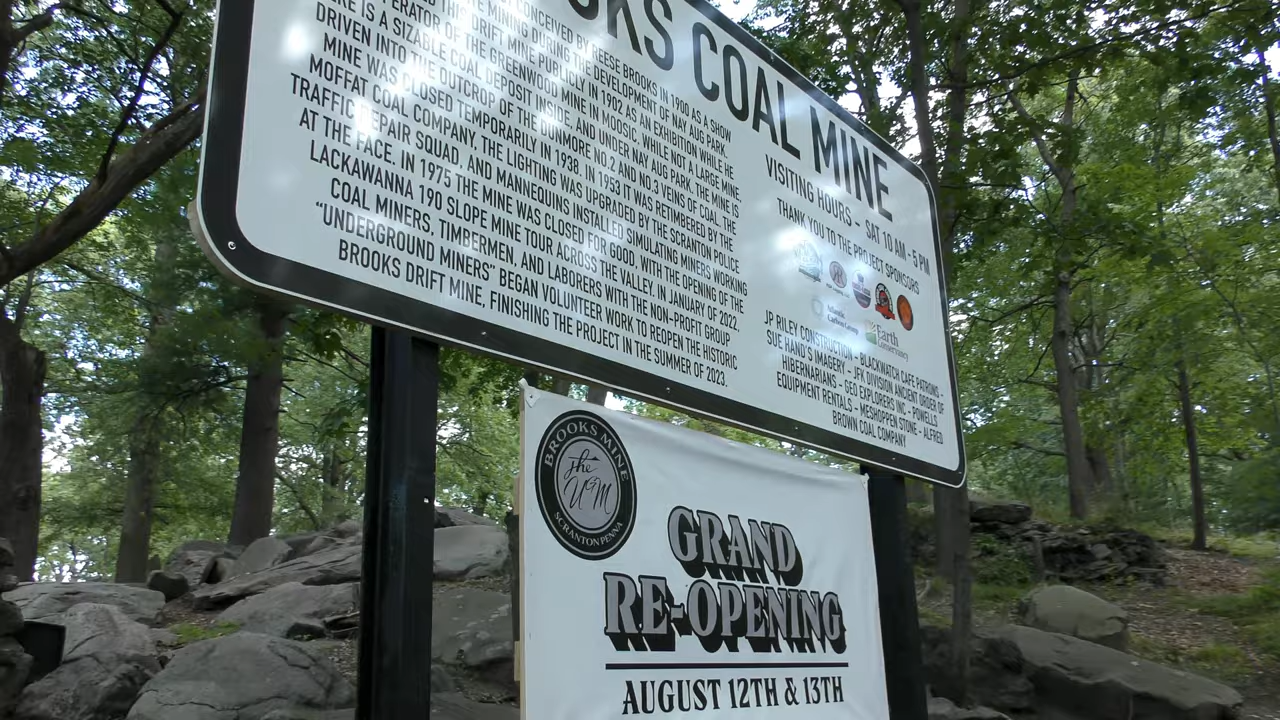 OKS COAL MINE
CONCEIVED BY REESE BROOKS IN 1900 AS A SHOW
MINING DURING THE DEVELOPMENT OF NAY AUG PARK.
THIS DRIFT MINE PUBLICLY IN 1902 AS AN EXHIBITION WHILE HE
ERATOR OF THE GREENWOOD MINE IN MOOSIC. WHILE NOT A LARGE MINE,
RE IS A SIZABLE COAL DEPOSIT INSIDE, AND UNDER NAY AUG PARK. THE MINE IS
DRIVEN INTO THE OUTCROP OF THE DUNMORE NO.2 AND NO.3 VEINS OF COAL. THE
MINE WAS CLOSED TEMPORARILY IN 1938. IN 1953 IT WAS RETIMBERED BY THE
MOFFAT COAL COMPANY, THE LIGHTING WAS UPGRADED BY THE SCRANTON POLICE
TRAFFIC REPAIR SQUAD, AND MANNEQUINS INSTALLED SIMULATING MINERS WORKING
AT THE FACE. IN 1975 THE MINE WAS CLOSED FOR GOOD, WITH THE OPENING OF THE
LACKAWANNA 190 SLOPE MINE TOUR ACROSS THE VALLEY. IN JANUARY OF 2022,
COAL MINERS, TIMBERMEN, AND LABORERS WITH THE NON-PROFIT GROUP
"UNDERGROUND MINERS" BEGAN VOLUNTEER WORK TO REOPEN THE HISTORIC
BROOKS DRIFT MINE, FINISHING THE PROJECT IN THE SUMMER OF 2023.
VISITING HOURS - SAT 10 AM - 5 PM
THANK YOU TO THE PROJECT SPONSORS
Atlantic
Carbon Group
Earth
Conservancy
JP RILEY CONSTRUCTION - BLACKWATCH CAFE PATRONS -
SUE HAND'S IMAGERY - JFK DIVISION ANCIENT ORDER OF
HIBERNARIANS - GEO EXPLORERS INC - POWELLS
EQUIPMENT RENTALS - MESHOPPEN STONE - ALFRED
BROWN COAL COMPANY
BROOKS MINE
The
UGM
SCRANTON PENNA
GRAND
RE-OPENING
AUGUST 12TH & 13TH